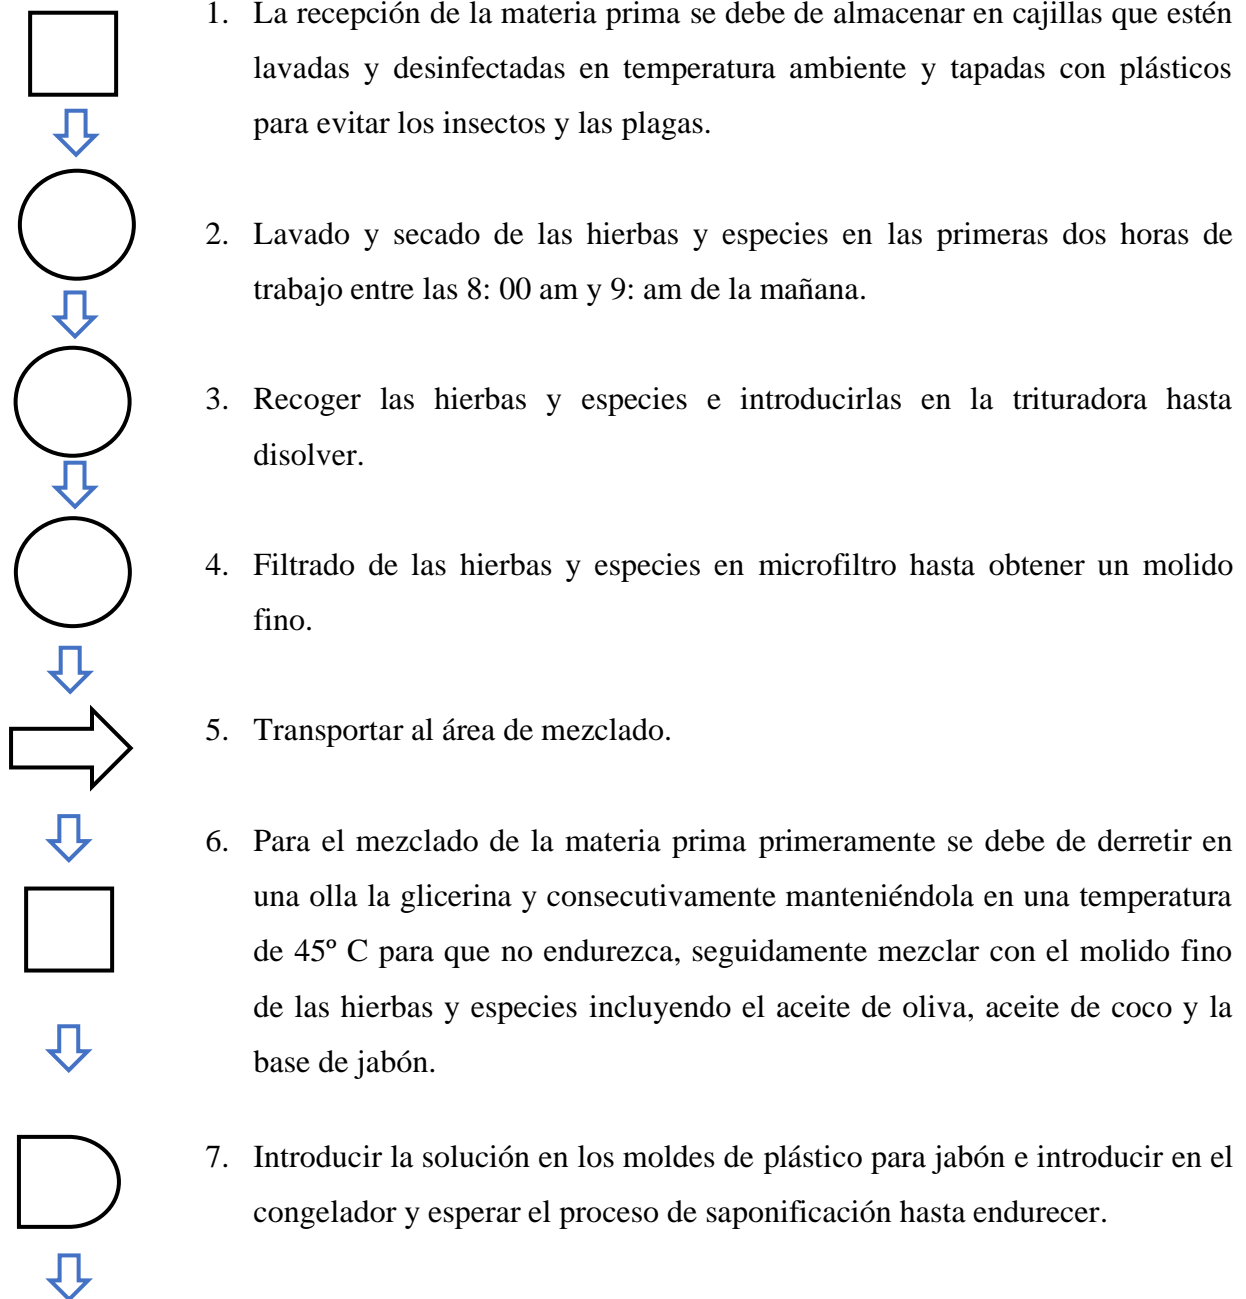 1. La recepción de la materia prima se debe de almacenar en cajillas que estén
lavadas y desinfectadas en temperatura ambiente y tapadas con plásticos
para evitar los insectos y las plagas.
2. Lavado y secado de las hierbas y especies en las primeras dos horas de
trabajo entre las 8: 00 am y 9: am de la mañana.
3. Recoger las hierbas y especies e introducirlas en la trituradora hasta
disolver.
4. Filtrado de las hierbas y especies en microfiltro hasta obtener un molido
fino.
5. Transportar al área de mezclado.
6. Para el mezclado de la materia prima primeramente se debe de derretir en
una olla la glicerina y consecutivamente manteniéndola en una temperatura
de 45º C para que no endurezca, seguidamente mezclar con el molido fino
de las hierbas y especies incluyendo el aceite de oliva, aceite de coco y la
base de jabón.
7. Introducir la solución en los moldes de plástico para jabón e introducir en el
congelador y esperar el proceso de saponificación hasta endurecer.